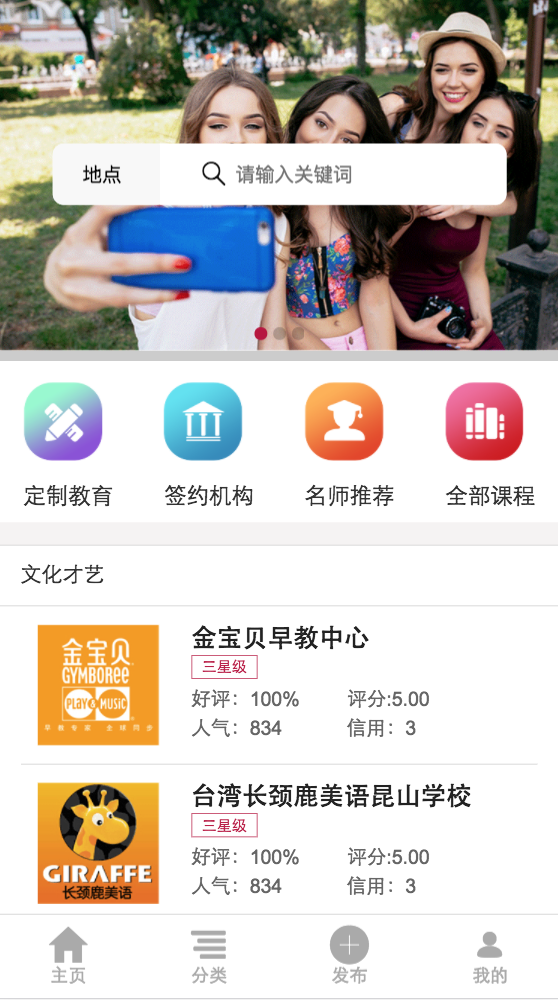 地点 请输入关键词
定制教育 签约机构 名师推荐 全部课程
文化才艺
金宝贝
GYMBOREE
PLAY & MUSIC
早教专家 全球同步
金宝贝早教中心
三星级
好评：100% 评分:5.00
人气：834 信用：3
GIRAFFE
长颈鹿美语
台湾长颈鹿美语昆山学校
三星级
好评：100% 评分:5.00
人气：834 信用：3
主页 分类 发布 我的